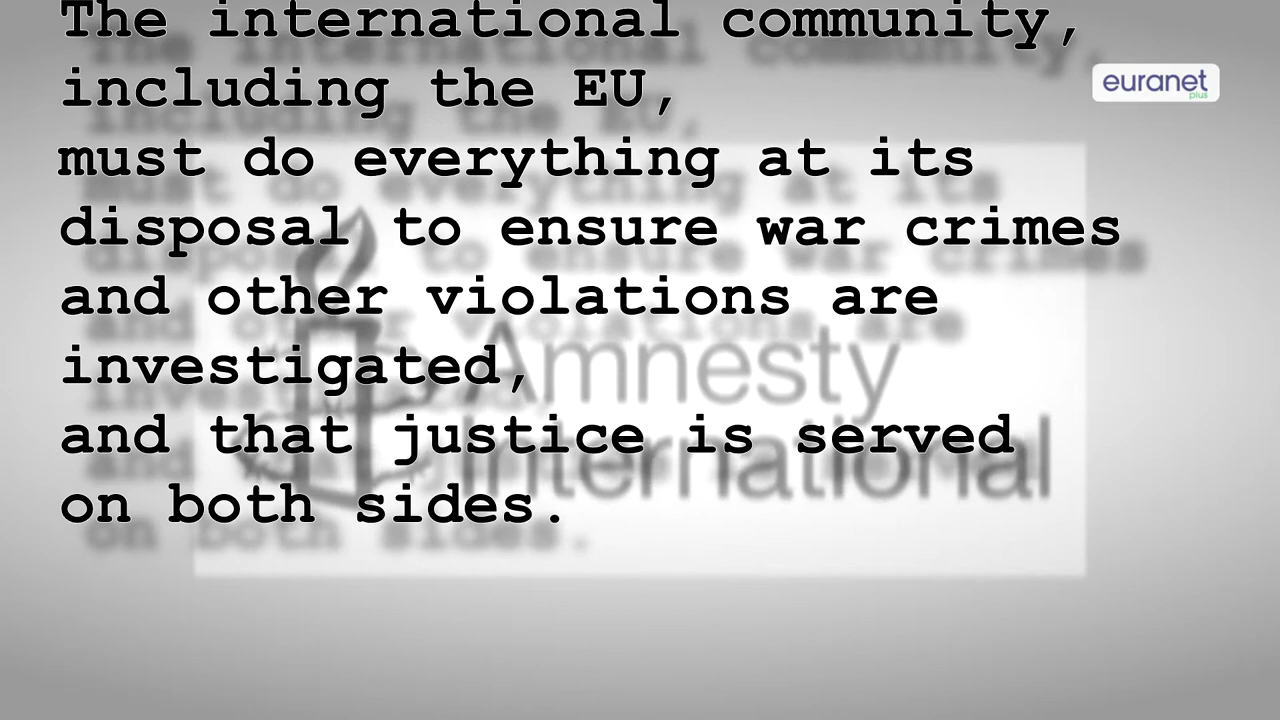 The international community,
including the EU,
must do everything at its
disposal to ensure war crimes
and other violations are
investigated,
and that justice is served
on both sides.
euranet
plus
Amnesty
International